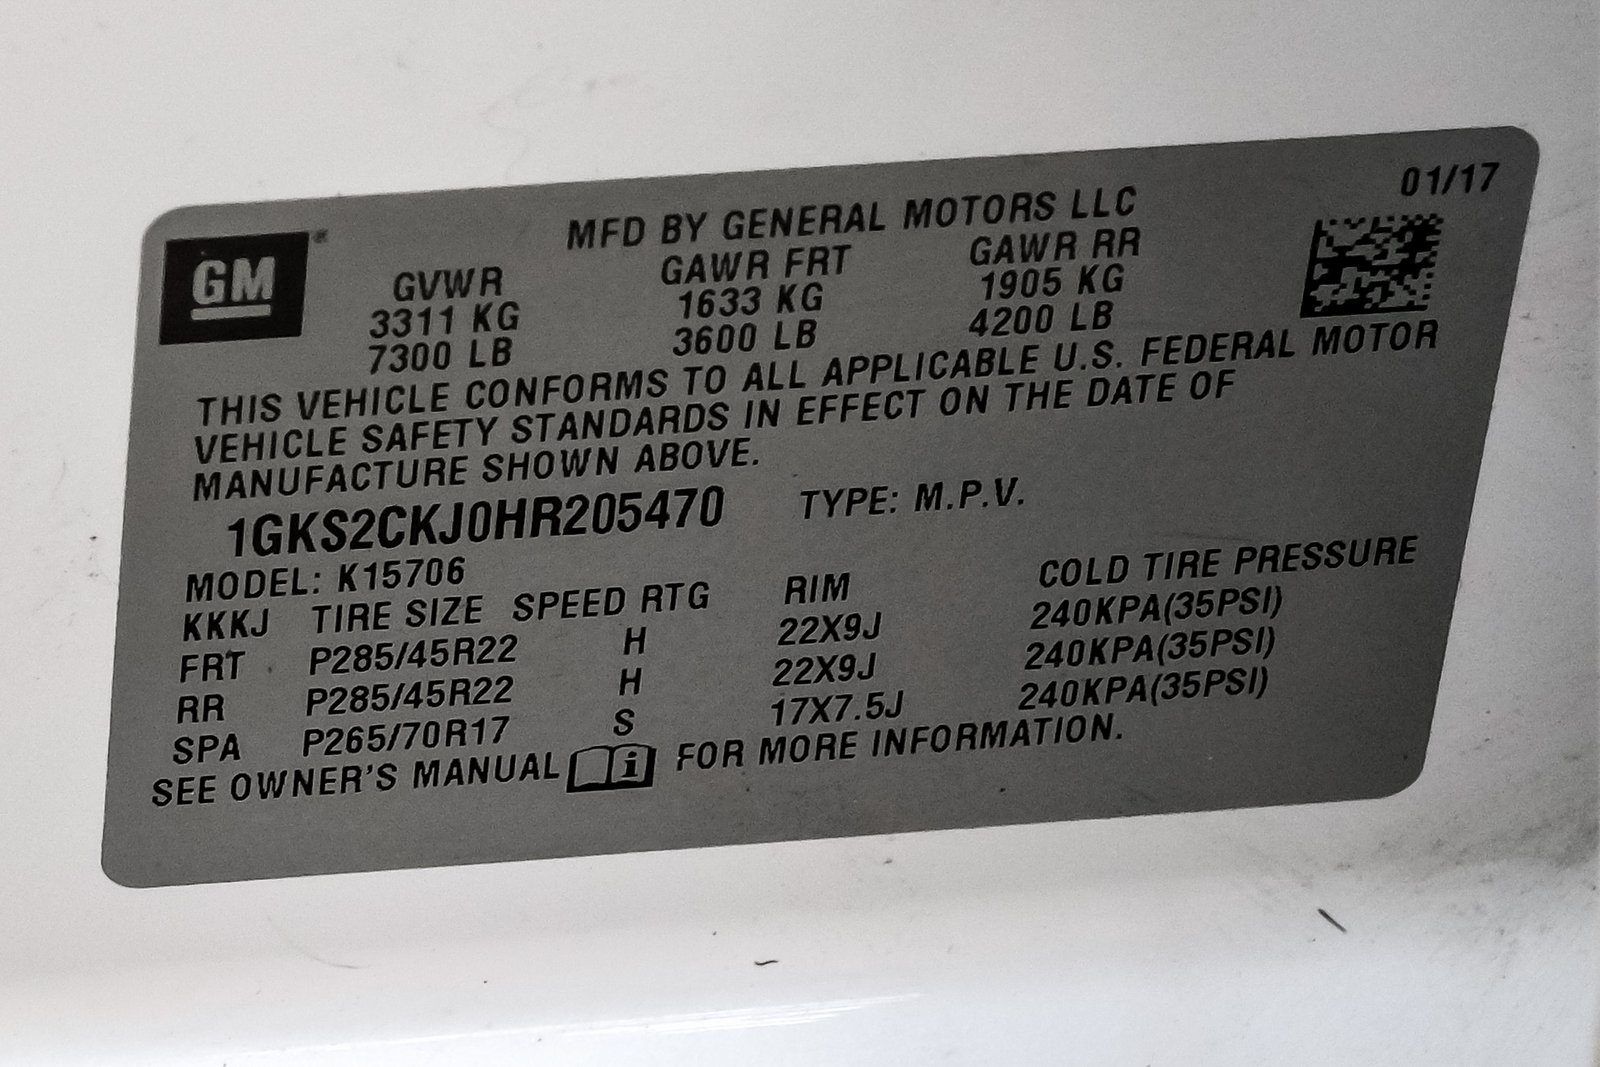 01/17
GM
MFD BY GENERAL MOTORS LLC
GVWR GAWR FRT GAWR RR
3311 KG 1633 KG 1905 KG
7300 LB 3600 LB 4200 LB
THIS VEHICLE CONFORMS TO ALL APPLICABLE U.S. FEDERAL MOTOR
VEHICLE SAFETY STANDARDS IN EFFECT ON THE DATE OF
MANUFACTURE SHOWN ABOVE.
1GKS2CKJ0HR205470 TYPE: M.P.V.
MODEL: K15706
KKKJ TIRE SIZE SPEED RTG RIM COLD TIRE PRESSURE
FRT P285/45R22 H 22X9J 240KPA(35PSI)
RR P285/45R22 H 22X9J 240KPA(35PSI)
SPA P265/70R17 S 17X7.5J 240KPA(35PSI)
SEE OWNER'S MANUAL i FOR MORE INFORMATION.